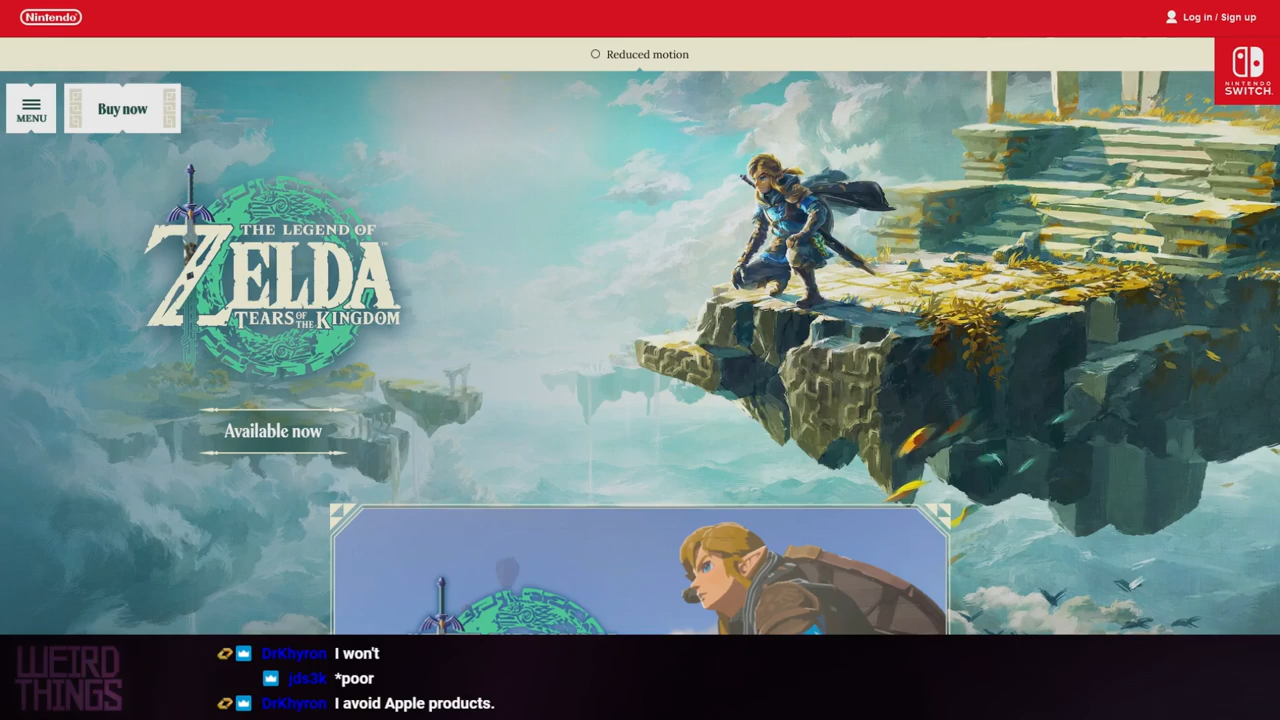 Nintendo
Log in / Sign up
Reduced motion
NINTENDO
SWITCH
MENU
Buy now
THE LEGEND OF
ZELDA
TEARS OF THE KINGDOM
Available now
WEIRD
THINGS
DrKhyron I won't
jds3k *poor
DrKhyron I avoid Apple products.